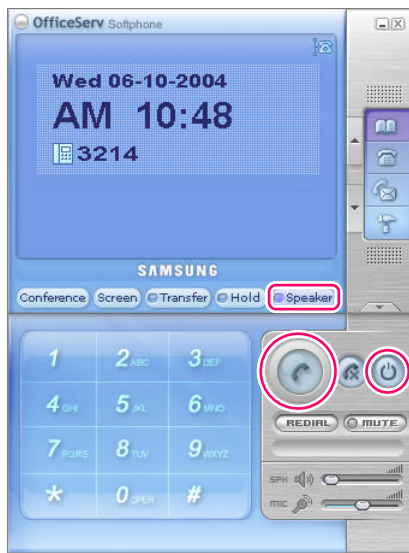 OfficeServ Softphone
Wed 06-10-2004
AM 10:48
3214
SAMSUNG
Conference Screen Transfer Hold Speaker
1 2 ABC 3 DEF
4 GHI 5 JKL 6 MNO
7 PQRS 8 TUV 9 WXYZ
* 0 OPER #
REDIAL MUTE
SPK
MIC